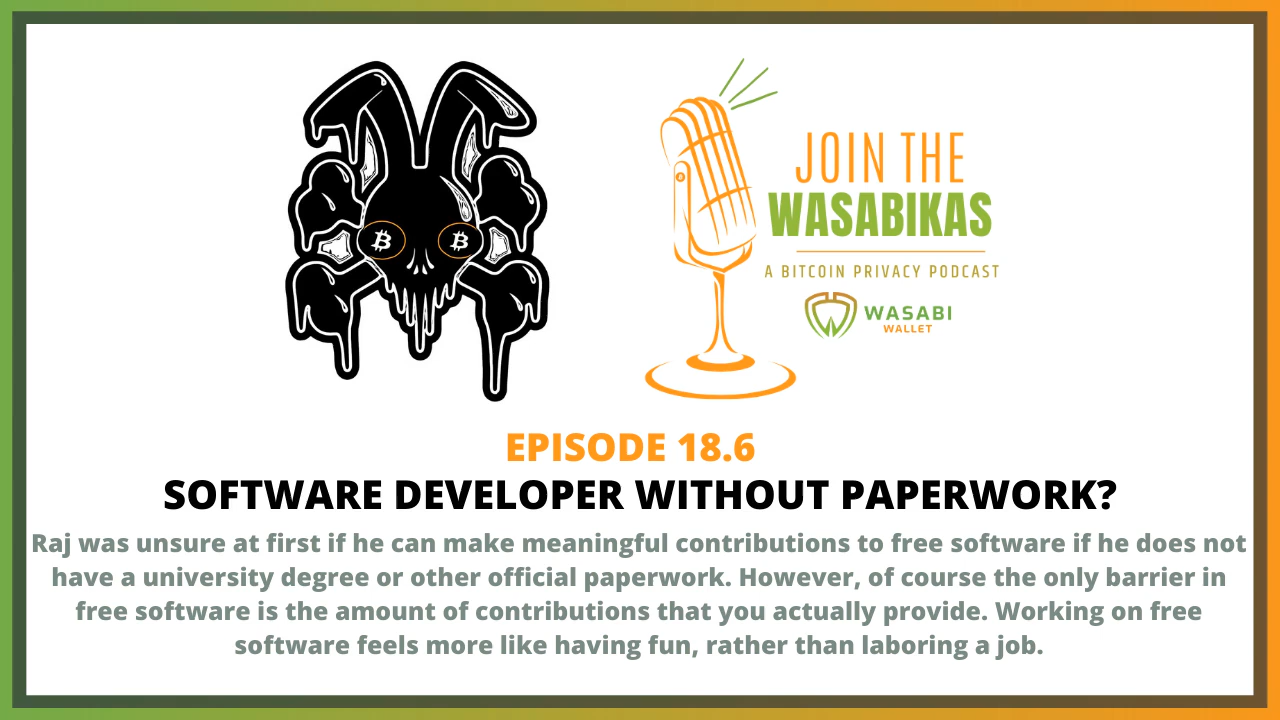 JOIN THE
WASABIKAS
A BITCOIN PRIVACY PODCAST
WASABI
WALLET
EPISODE 18.6
SOFTWARE DEVELOPER WITHOUT PAPERWORK?
Raj was unsure at first if he can make meaningful contributions to free software if he does not
have a university degree or other official paperwork. However, of course the only barrier in
free software is the amount of contributions that you actually provide. Working on free
software feels more like having fun, rather than laboring a job.